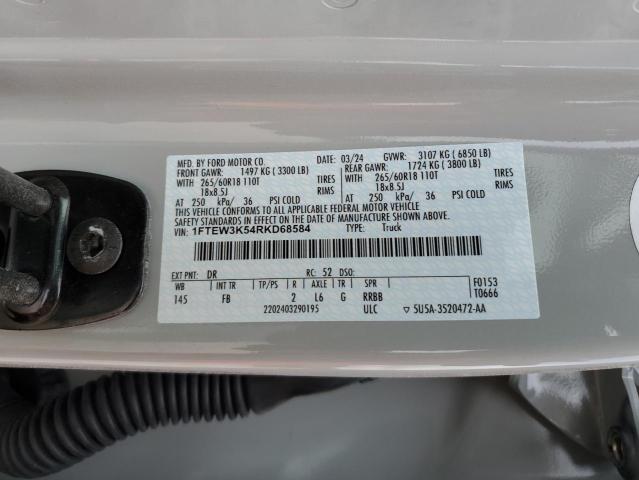 MFD. BY FORD MOTOR CO.
DATE: 03/24 GVWR: 3107 KG ( 6850 LB)
FRONT GAWR: 1497 KG ( 3300 LB)
REAR GAWR: 1724 KG ( 3800 LB)
WITH 265/60R18 110T TIRES
WITH 265/60R18 110T TIRES
18x8.5J RIMS
18x8.5J RIMS
AT 250 kPa/ 36 PSI COLD
AT 250 kPa/ 36 PSI COLD
THIS VEHICLE CONFORMS TO ALL APPLICABLE FEDERAL MOTOR VEHICLE
SAFETY STANDARDS IN EFFECT ON THE DATE OF MANUFACTURE SHOWN ABOVE.
VIN: 1FTEW3K54RKD68584 TYPE: Truck
EXT PNT: DR RC: 52 DSO:
WB INT TR TP/PS R AXLE TR SPR
145 FB 2 L6 G RRBB
F0153
T0666
2202403290195 ULC 5U5A-3520472-AA